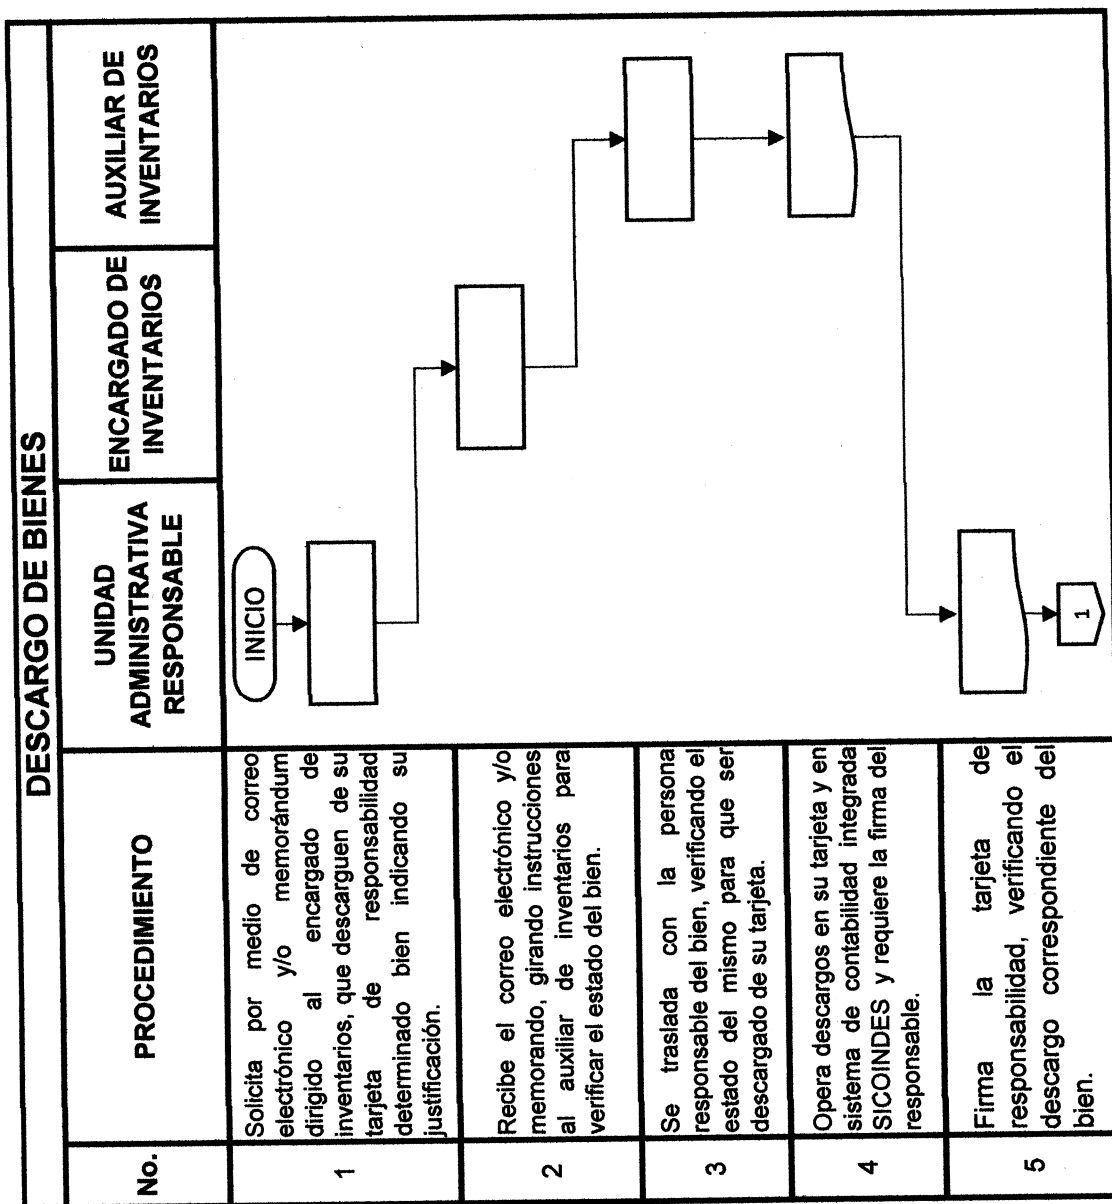 DESCARGO DE BIENES
No.
PROCEDIMIENTO
UNIDAD
ADMINISTRATIVA
RESPONSABLE
ENCARGADO DE
INVENTARIOS
AUXILIAR DE
INVENTARIOS
1
Solicita por medio de correo
electrónico y/o memorándum
dirigido al encargado de
inventarios, que descarguen de su
tarjeta de responsabilidad
determinado bien indicando su
justificación.
INICIO
2
Recibe el correo electrónico y/o
memorando, girando instrucciones
al auxiliar de inventarios para
verificar el estado del bien.
3
Se traslada con la persona
responsable del bien, verificando el
estado del mismo para que ser
descargado de su tarjeta.
4
Opera descargos en su tarjeta y en
sistema de contabilidad integrada
SICOINDES y requiere la firma del
responsable.
5
Firma la tarjeta de
responsabilidad, verificando el
descargo correspondiente del
bien.
1